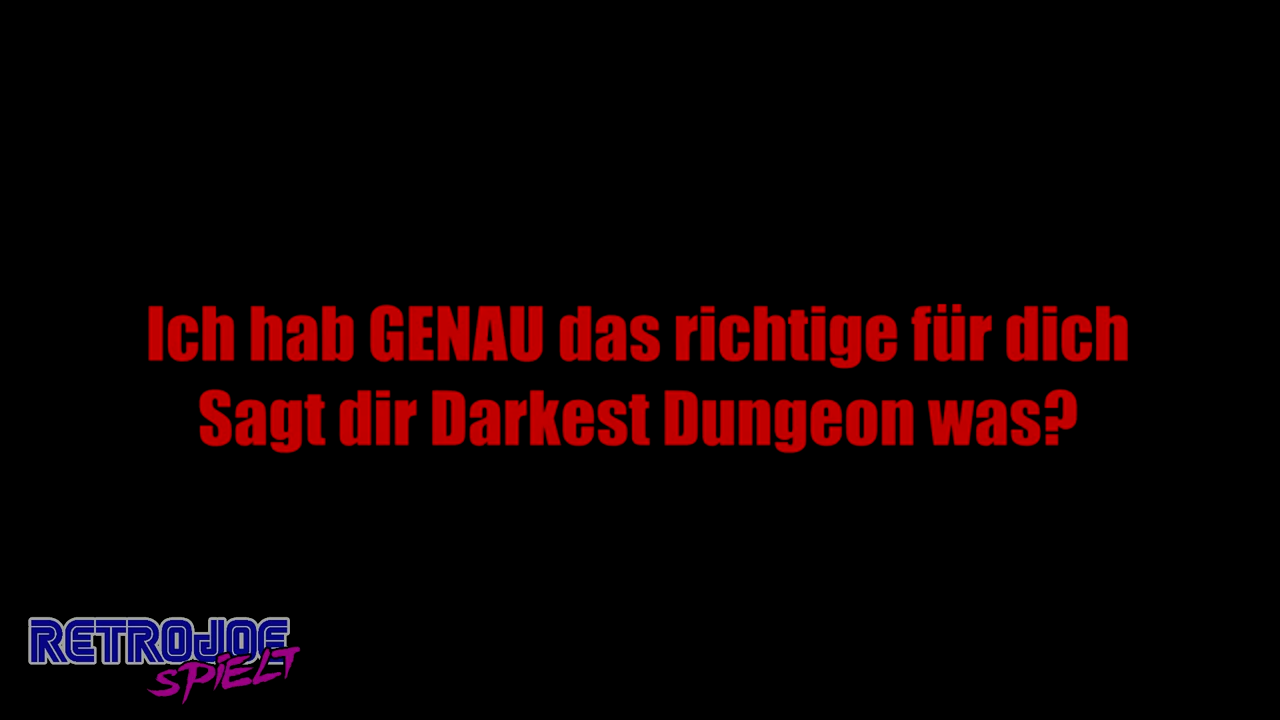 Ich hab GENAU das richtige für dich
Sagt dir Darkest Dungeon was?
RETROJOE
SPIELT